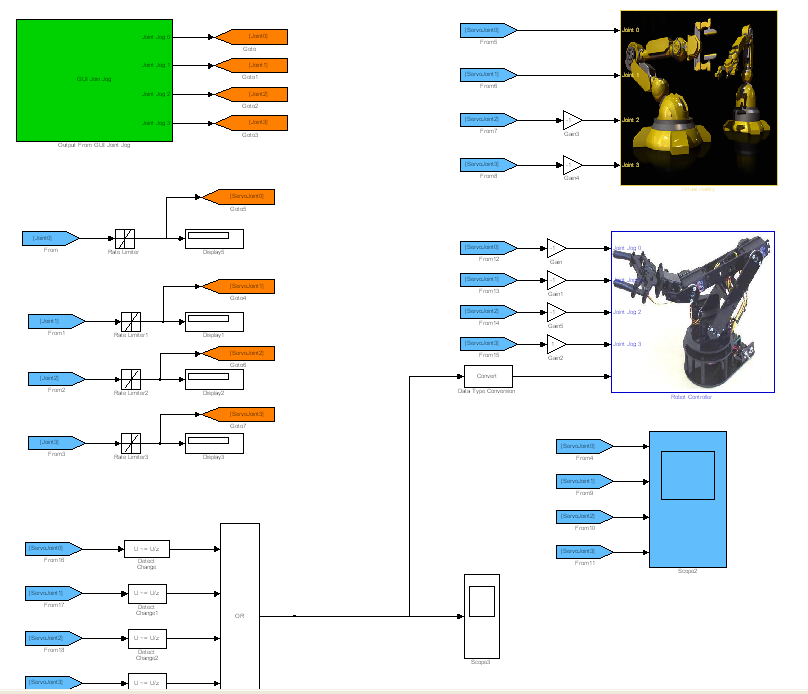 Joint Jog 0
[Joint0]
Goto
Joint Jog 1
[Joint1]
Goto1
GUI Join Jog
Joint Jog 2
[Joint2]
Goto2
Joint Jog 3
[Joint3]
Goto3
Output From GUI Joint Jog
[ServoJoint0]
Goto5
[Joint0]
From
Rate Limiter
Display5
[ServoJoint1]
Goto4
[Joint1]
From1
Rate Limiter1
Display1
[ServoJoint2]
Goto6
[Joint2]
From2
Rate Limiter2
Display2
[ServoJoint3]
Goto7
[Joint3]
From3
Rate Limiter3
Display3
[ServoJoint0]
From16
U ~= U/z
Detect
Change
[ServoJoint1]
From17
U ~= U/z
Detect
Change1
[ServoJoint2]
From18
U ~= U/z
Detect
Change2
[ServoJoint3]
U ~= U/z
OR
Scope3
[ServoJoint0]
From5
Joint 0
[ServoJoint1]
From6
Joint 1
[ServoJoint2]
From7
-1
Gain3
Joint 2
[ServoJoint3]
From8
-1
Gain4
Joint 3
[ServoJoint0]
From12
-1
Gain
Joint Jog 0
[ServoJoint1]
From13
-1
Gain1
[ServoJoint2]
From14
-1
Gain5
Joint Jog 2
[ServoJoint3]
From15
1
Gain2
Joint Jog 3
Convert
Data Type Conversion
Robot Controller
[ServoJoint0]
From4
[ServoJoint1]
From9
[ServoJoint2]
From10
[ServoJoint3]
From11
Scope2